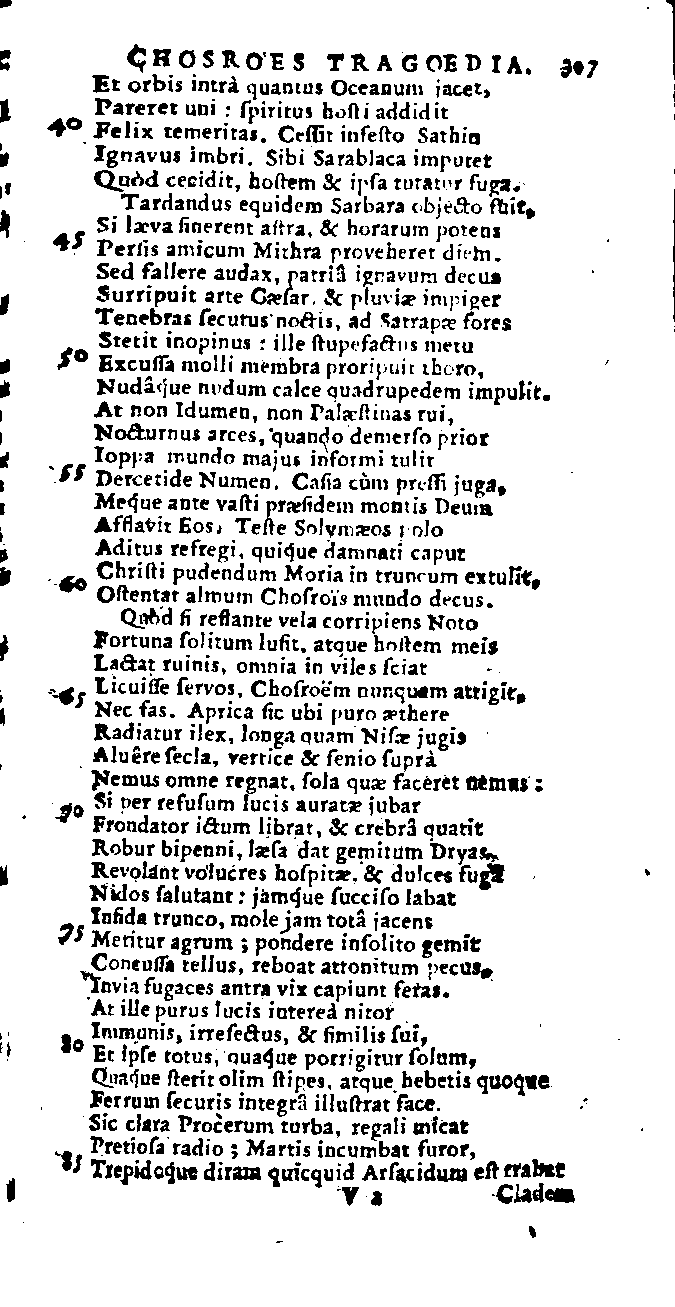 CHOSROES TRAGOEDIA. 307
Et orbis intrà quantus Oceanum jacet,
Pareret uni : ſpiritus hoſti addidit
40 Felix temeritas. Ceſſit infeſto Sathin
Ignavus imbri. Sibi Sarablaca imputet
Quòd cecidit, hoſtem & ipſa turatur fuga.
Tardandus equidem Sarbara objecto fuit,
Si læva ſinerent aſtra, & horarum potens
45 Perſis amicum Mithra proveheret diem.
Sed fallere audax, patriâ ignavum decus
Surripuit arte Cæſar, & pluviæ impiger
Tenebras ſecutus noctis, ad Satrapæ fores
Stetit inopinus : ille ſtupefactus metu
50 Excuſſa molli membra proripuit thoro,
Nudâque nudum calce quadrupedem impulit.
At non Idumen, non Palæſtinas rui,
Nocturnus arces, quando demerſo prior
Ioppa mundo majus informi tulit
55 Dercetide Numen. Caſia cùm preſſi juga,
Meque ante vaſti præſidem montis Deum
Afflavit Eos, Teſte Solymæos polo
Aditus refregi, quique damnati caput
Chriſti pudendum Moria in truncum extulit,
60 Oſtentat almum Choſroïs mundo decus.
Quòd ſi reflante vela corripiens Noto
Fortuna ſolitum luſit, atque hoſtem meis
Lactat ruinis, omnia in viles ſciat
Licuiſſe ſervos, Choſroëm nunquam attigit,
65 Nec fas. Aprica ſic ubi puro æthere
Radiatur ilex, longa quam Niſæ jugis
Aluêre ſecla, vertice & ſenio ſuprà
Nemus omne regnat, ſola quæ faceret nemus :
Si per refuſum lucis auratæ jubar
70 Frondator ictum librat, & crebrâ quatit
Robur bipenni, læſa dat gemitum Dryas,
Revolant volucres hoſpitæ, & dulces fugâ
Nidos ſalutant : jamque ſucciſo labat
Infida trunco, mole jam totâ jacens
75 Metitur agrum ; pondere inſolito gemit
Concuſſa tellus, reboat attonitum pecus,
Invia fugaces antra vix capiunt feras.
At ille purus lucis intereà nitor
Immunis, irreſectus, & ſimilis ſui,
80 Et ipſe totus, quaque porrigitur ſolum,
Quaque ſterit olim ſtipes, atque hebetis quoque
Ferrum ſecuris integrâ illuſtrat face.
Sic clara Procerum turba, regali micat
Pretioſa radio ; Martis incumbat furor,
85 Trepidoque diram quicquid Arſacidum eſt trabat
V 2 Cladem